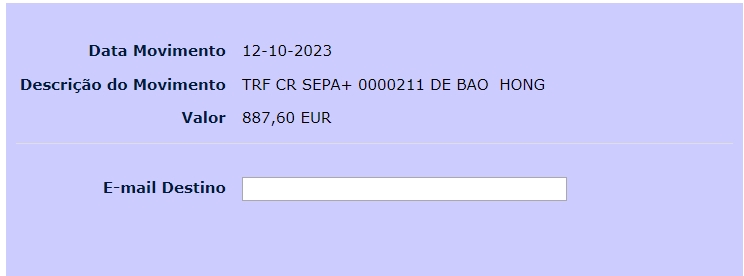 Data Movimento 12-10-2023
Descrição do Movimento TRF CR SEPA+ 0000211 DE BAO HONG
Valor 887,60 EUR
E-mail Destino